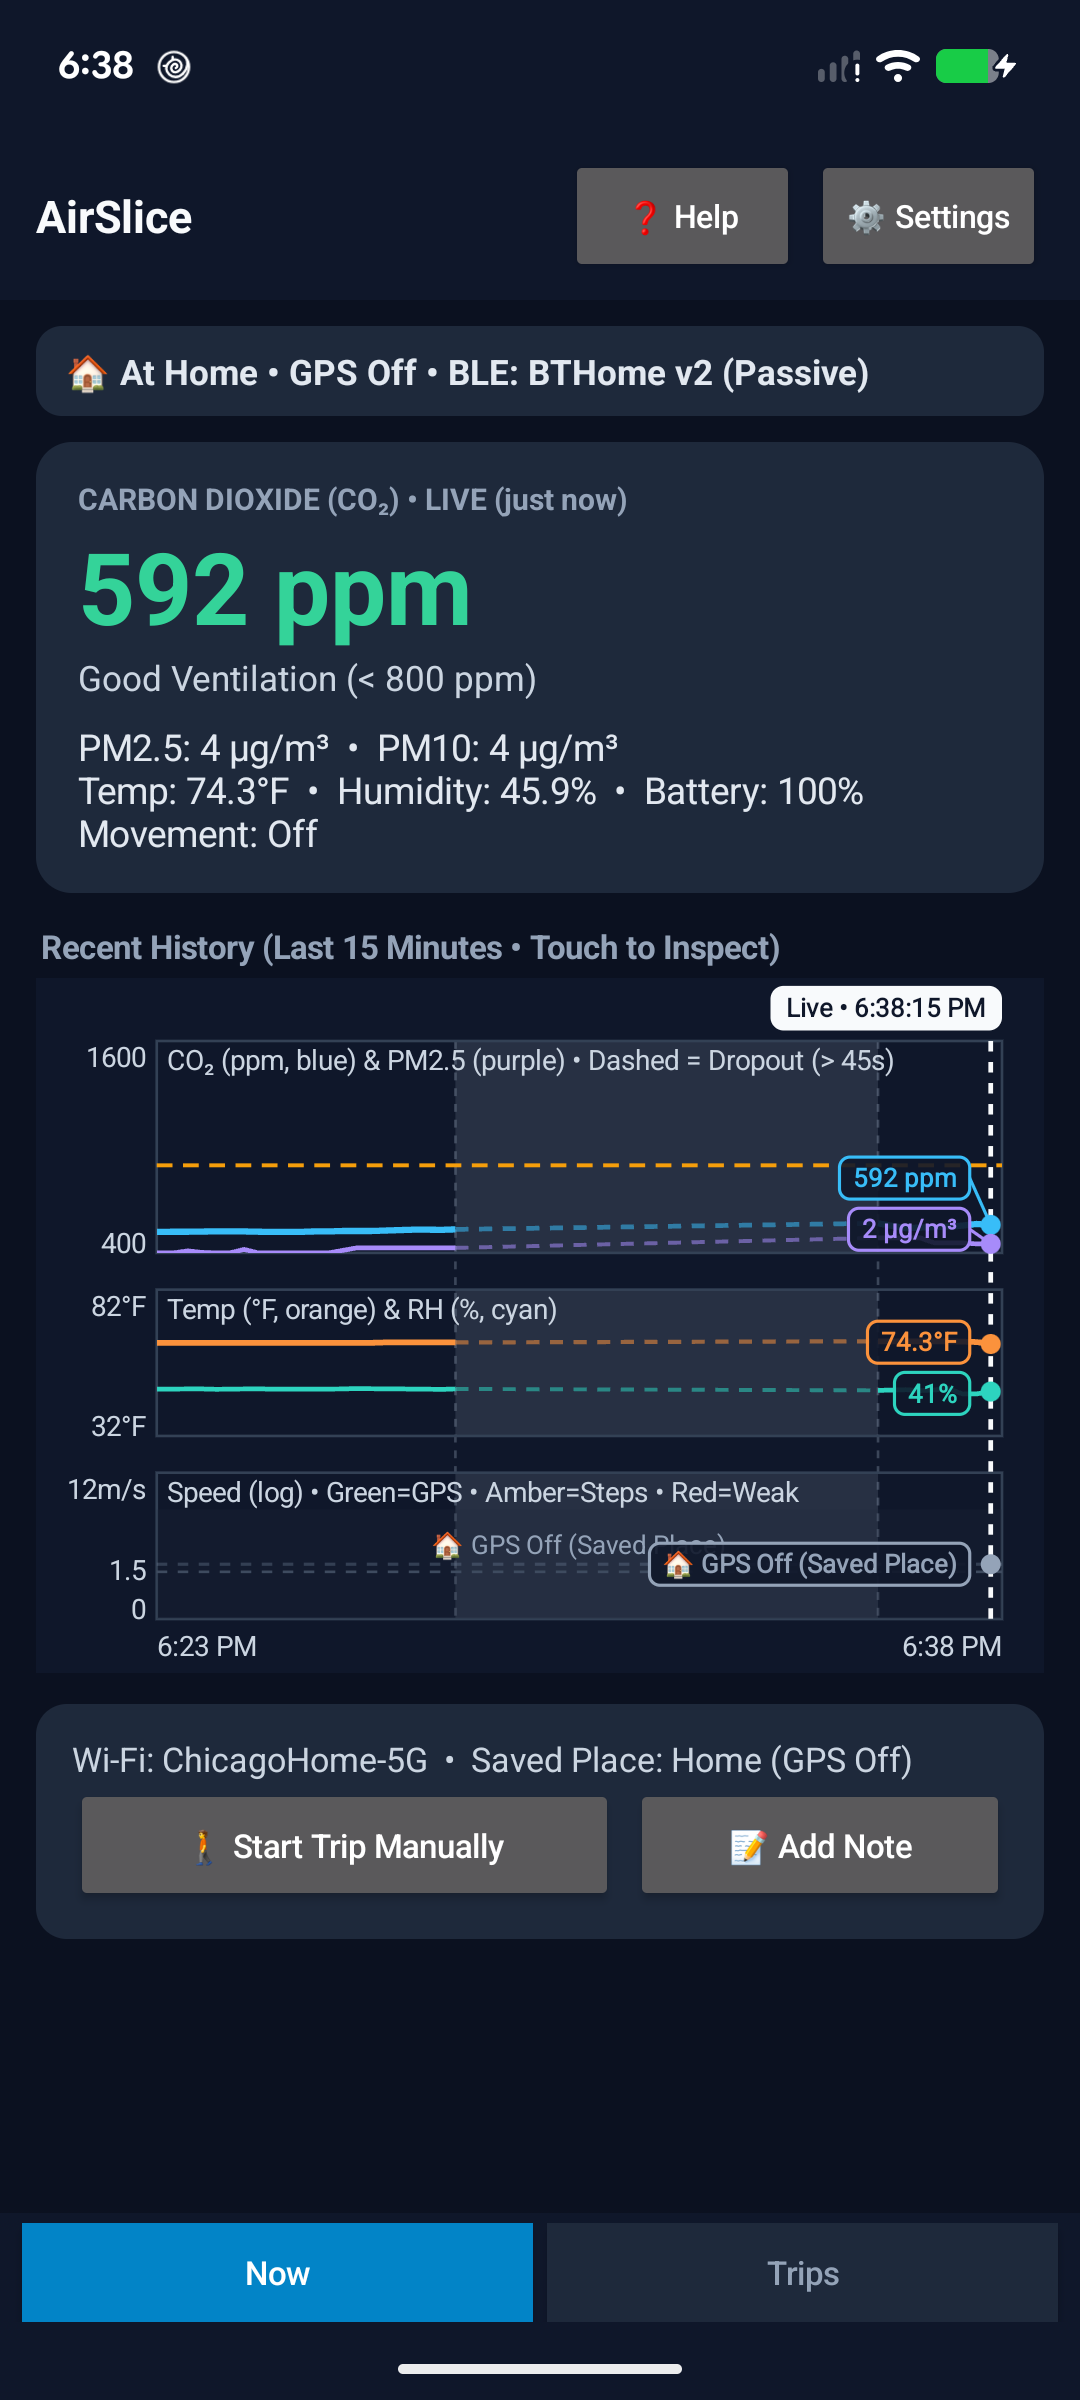 6:38
AirSlice
❓ Help
⚙️ Settings
🏠 At Home • GPS Off • BLE: BTHome v2 (Passive)
CARBON DIOXIDE (CO₂) • LIVE (just now)
592 ppm
Good Ventilation (< 800 ppm)
PM2.5: 4 µg/m³ • PM10: 4 µg/m³
Temp: 74.3°F • Humidity: 45.9% • Battery: 100%
Movement: Off
Recent History (Last 15 Minutes • Touch to Inspect)
Live • 6:38:15 PM
1600
CO₂ (ppm, blue) & PM2.5 (purple) • Dashed = Dropout (> 45s)
592 ppm
2 µg/m³
400
82°F
Temp (°F, orange) & RH (%, cyan)
74.3°F
41%
32°F
12m/s
Speed (log) • Green=GPS • Amber=Steps • Red=Weak
🏠 GPS Off (Saved Place)
🏠 GPS Off (Saved Place)
1.5
0
6:23 PM
6:38 PM
Wi-Fi: ChicagoHome-5G • Saved Place: Home (GPS Off)
🚶 Start Trip Manually
📝 Add Note
Now
Trips